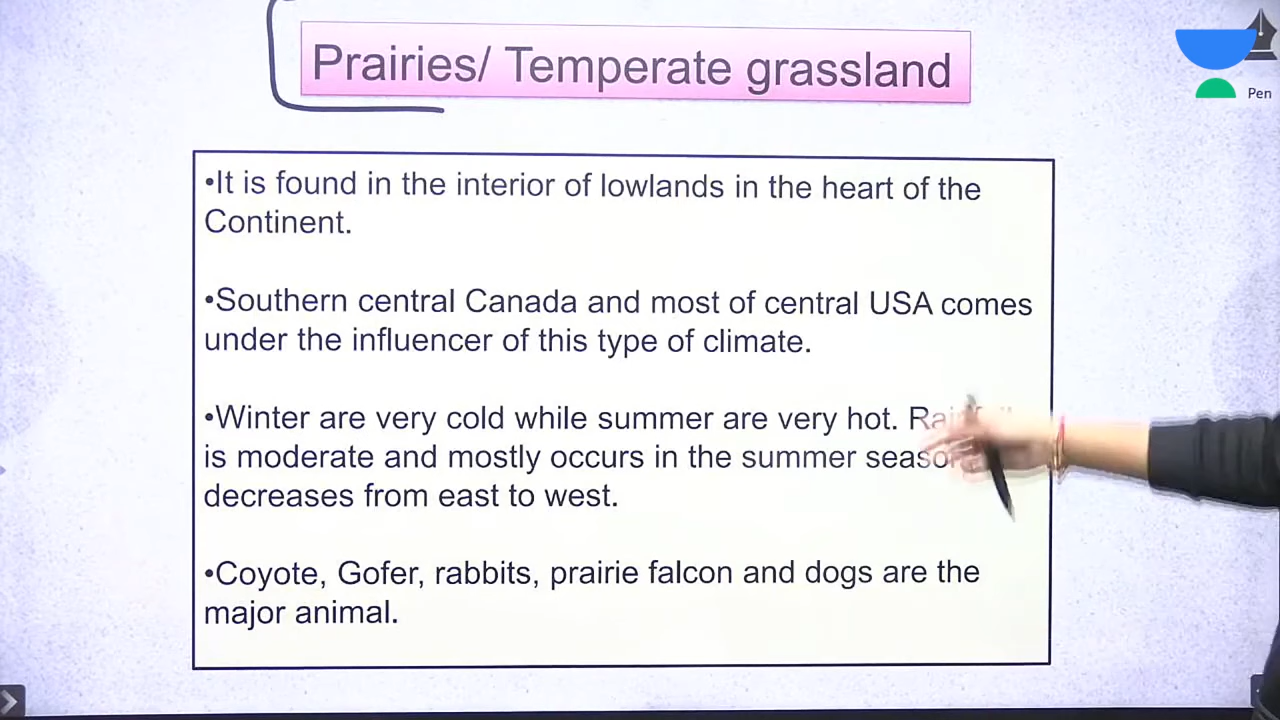 Prairies/ Temperate grassland
Pen
•It is found in the interior of lowlands in the heart of the
Continent.
•Southern central Canada and most of central USA comes
under the influencer of this type of climate.
•Winter are very cold while summer are very hot.
is moderate and mostly occurs in the summer
decreases from east to west.
•Coyote, Gofer, rabbits, prairie falcon and dogs are the
major animal.